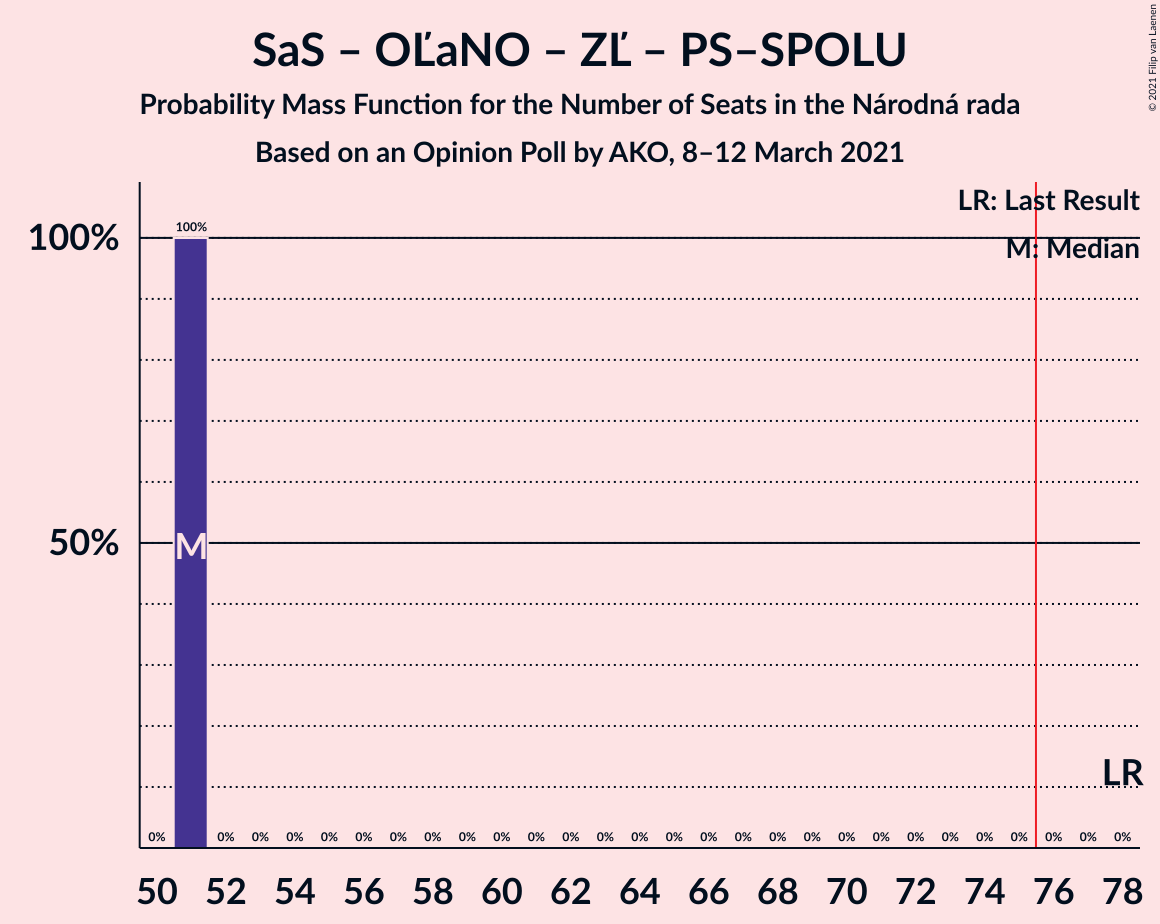 SaS – OĽaNO – ZĽ – PS–SPOLU
Probability Mass Function for the Number of Seats in the Národná rada
Based on an Opinion Poll by AKO, 8–12 March 2021
© 2021 Filip van Laenen
LR: Last Result
M: Median
100%
100%
50%
M
LR
0% 0% 0% 0% 0% 0% 0% 0% 0% 0% 0% 0% 0% 0% 0% 0% 0% 0% 0% 0% 0% 0% 0% 0% 0% 0% 0% 0%
50 52 54 56 58 60 62 64 66 68 70 72 74 76 78